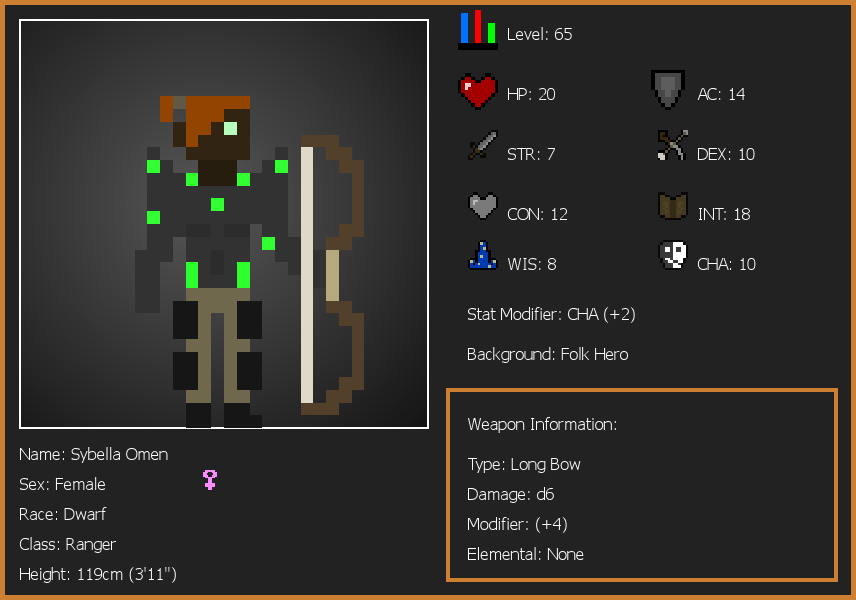 Level: 65
HP: 20
AC: 14
STR: 7
DEX: 10
CON: 12
INT: 18
WIS: 8
CHA: 10
Stat Modifier: CHA (+2)
Background: Folk Hero
Weapon Information:
Type: Long Bow
Damage: d6
Modifier: (+4)
Elemental: None
Name: Sybella Omen
Sex: Female
Race: Dwarf
Class: Ranger
Height: 119cm (3'11")